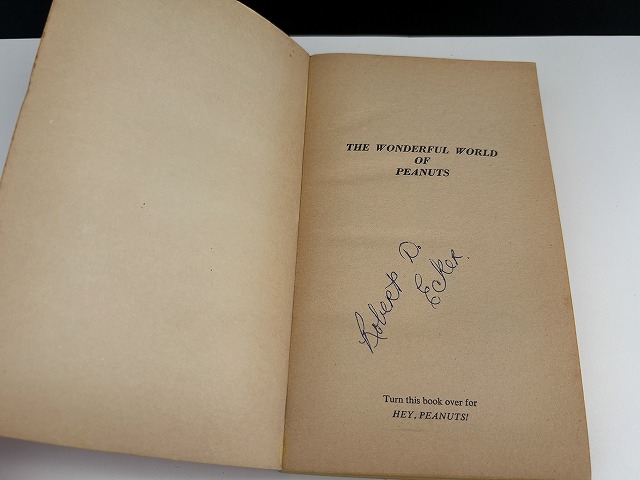 THE WONDERFUL WORLD
OF
PEANUTS
Robert D.
Ecker.
Turn this book over for
HEY, PEANUTS!